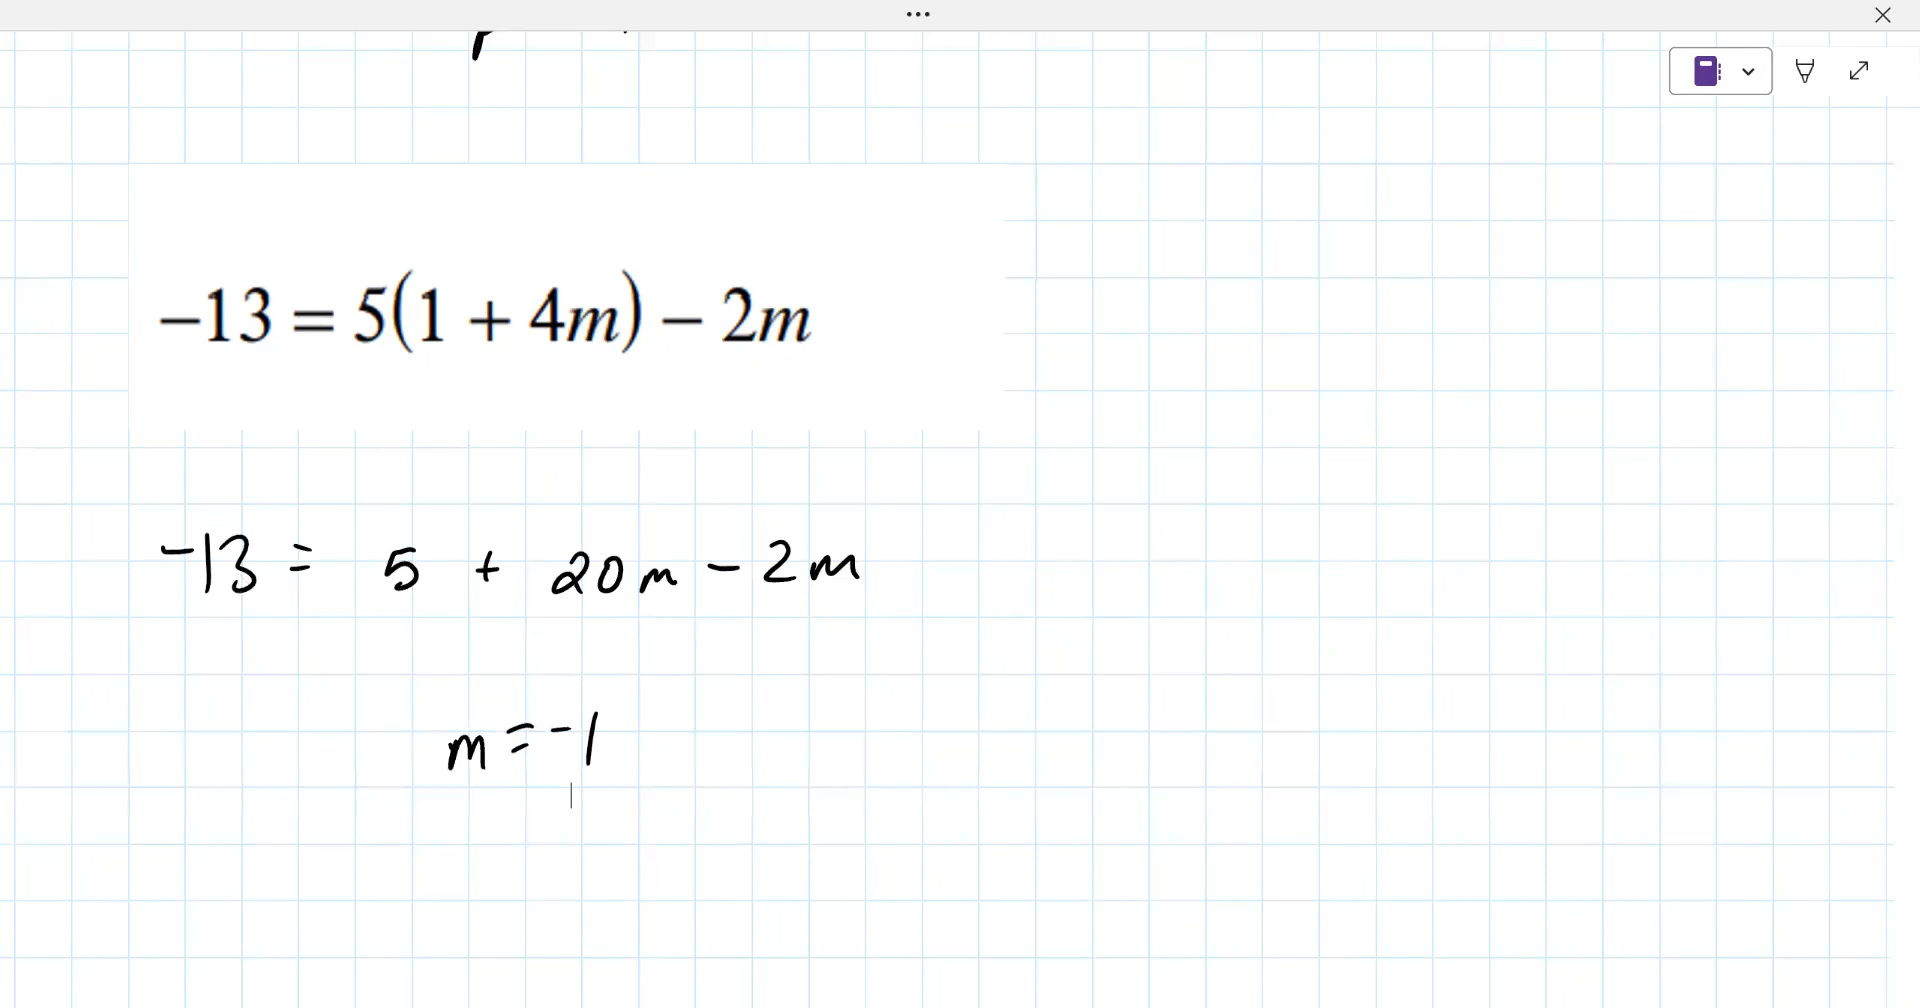 −13 = 5(1 + 4m) − 2m
-13 = 5 + 20m - 2m
m = -1